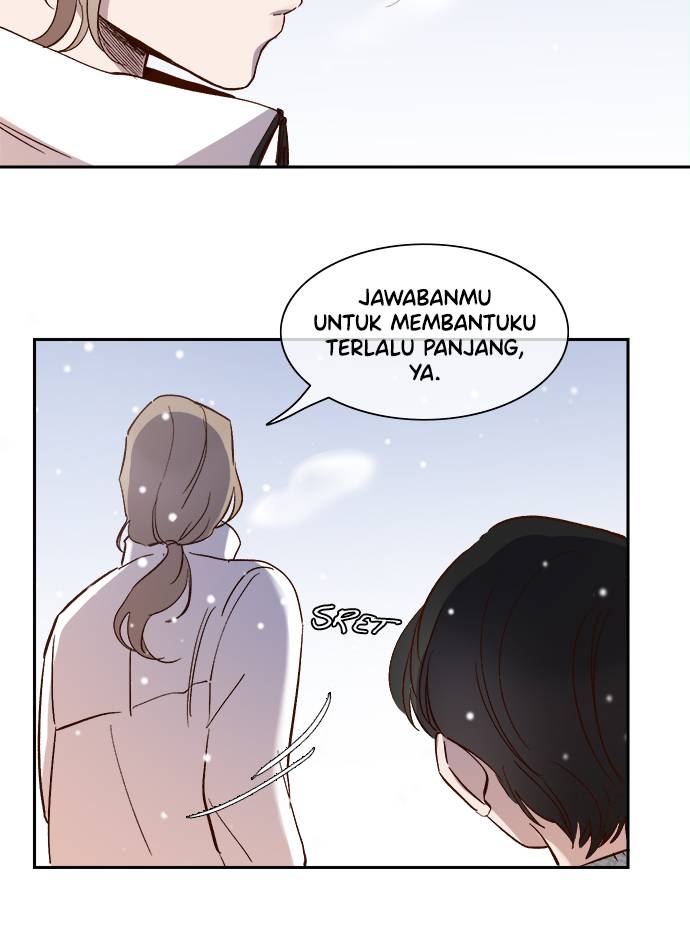 JAWABANMU
UNTUK MEMBANTUKU
TERLALU PANJANG,
YA.
SRET